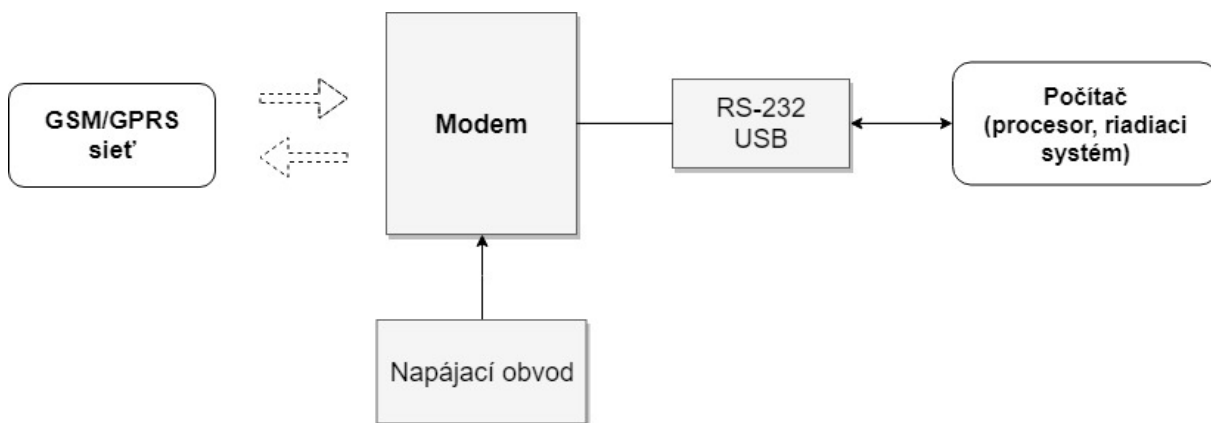 GSM/GPRS
sieť
Modem
RS-232
USB
Počítač
(procesor, riadiaci
systém)
Napájací obvod